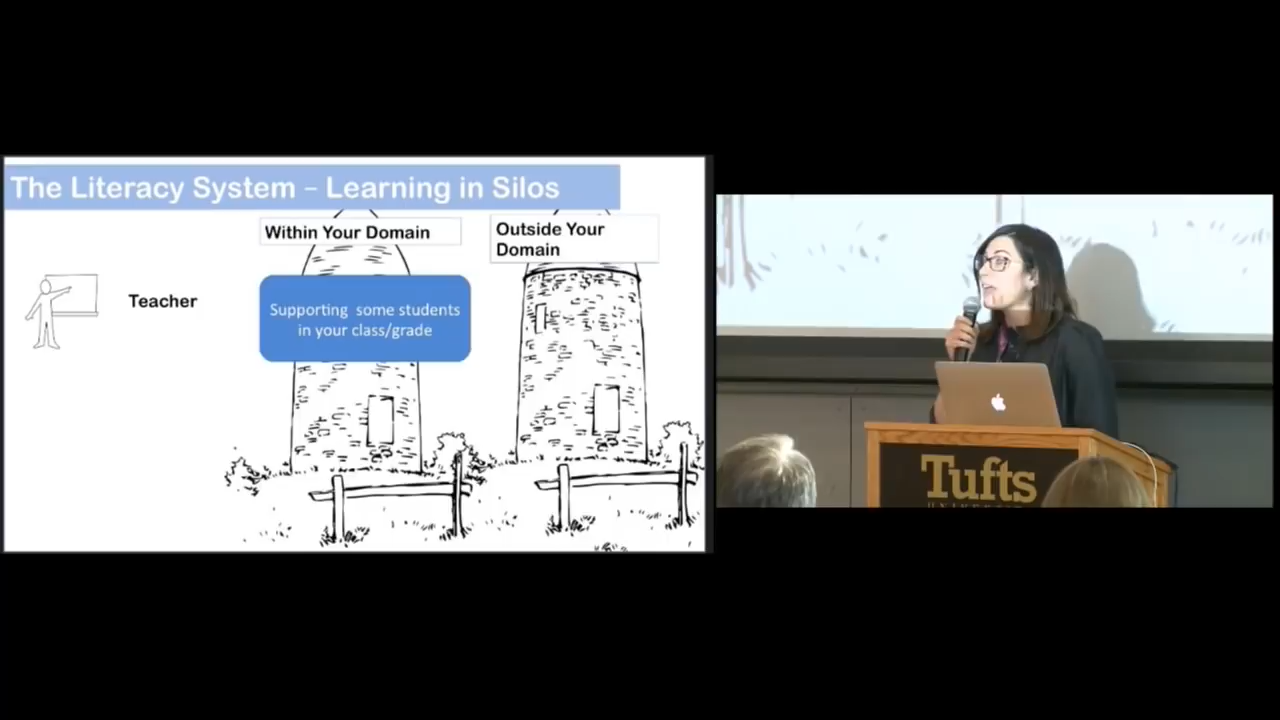 The Literacy System – Learning in Silos
Within Your Domain
Outside Your
Domain
Teacher
Supporting some students
in your class/grade
Tufts
UNIVERSITY